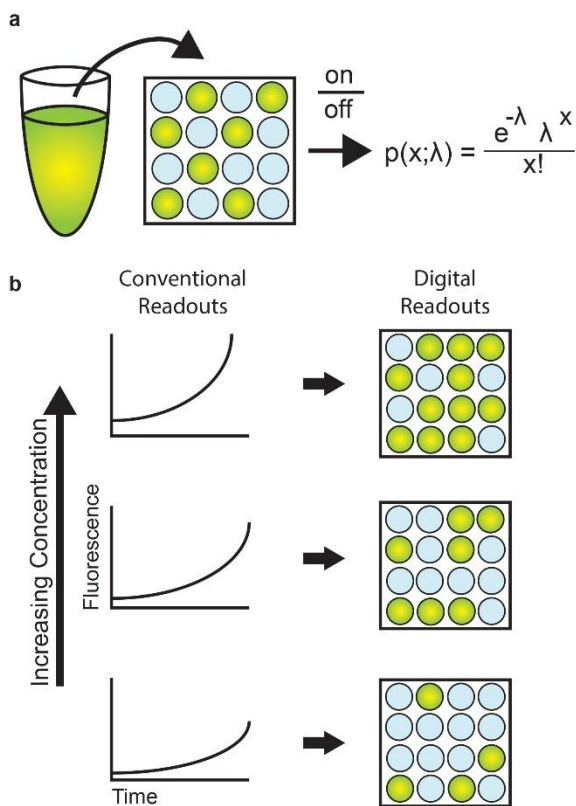 a
on
off
p(x;λ) = e^-λ λ^x / x!
b
Conventional
Readouts
Digital
Readouts
Increasing Concentration
Fluorescence
Time